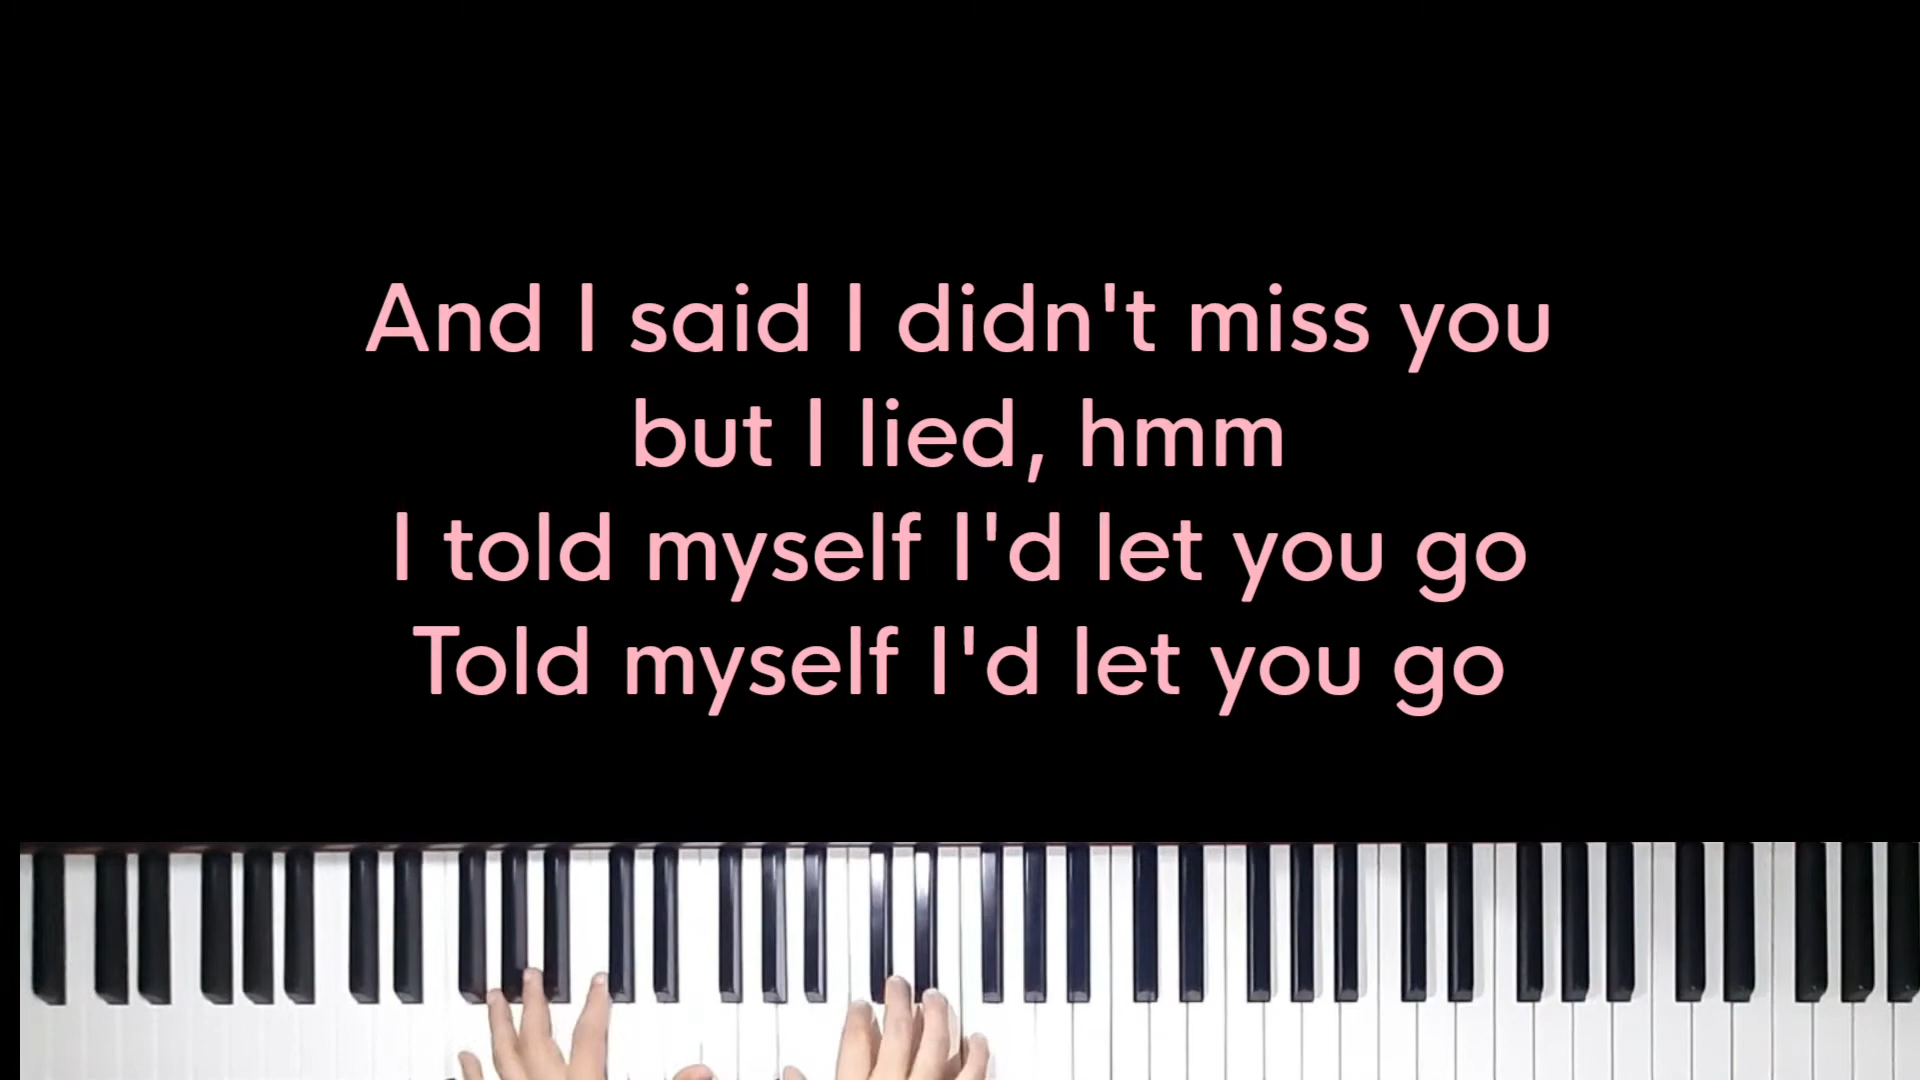 And I said I didn't miss you
but I lied, hmm
I told myself I'd let you go
Told myself I'd let you go